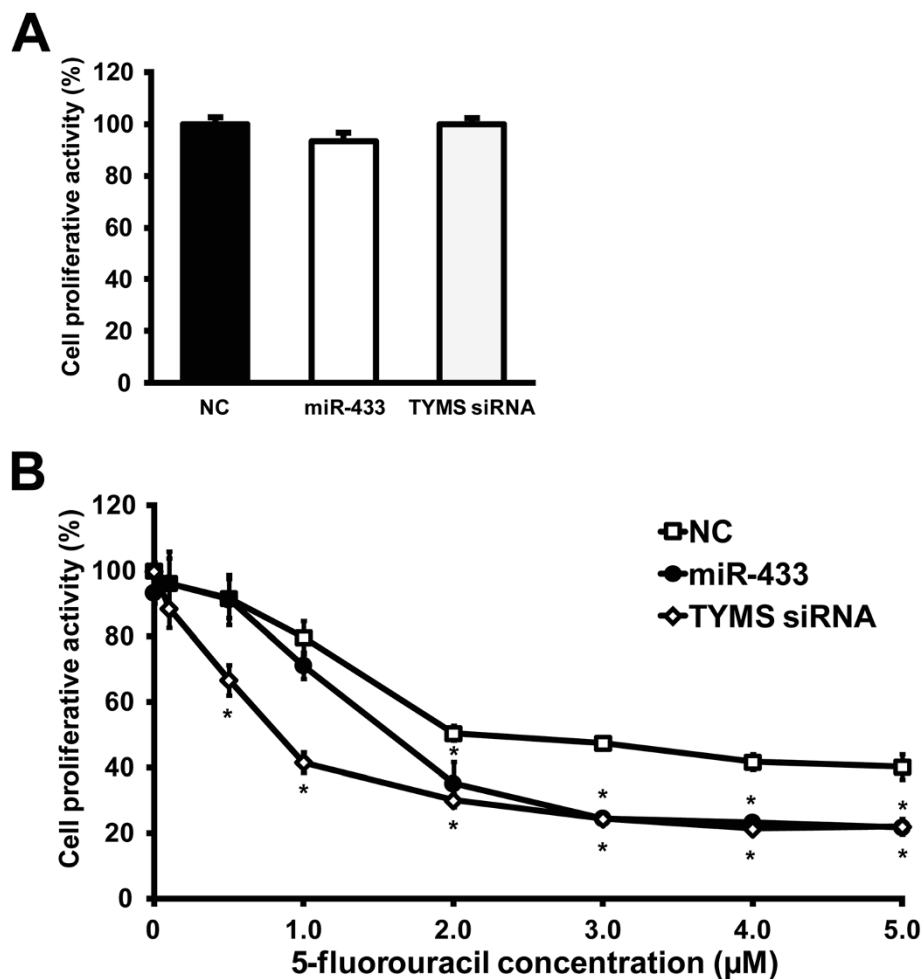 A
Cell proliferative activity (%)
120
100
80
60
40
20
0
NC miR-433 TYMS siRNA
B
Cell proliferative activity (%)
120
100
80
60
40
20
0
NC
miR-433
TYMS siRNA
*
*
*
*
*
*
*
*
*
*
0 1.0 2.0 3.0 4.0 5.0
5-fluorouracil concentration (μM)